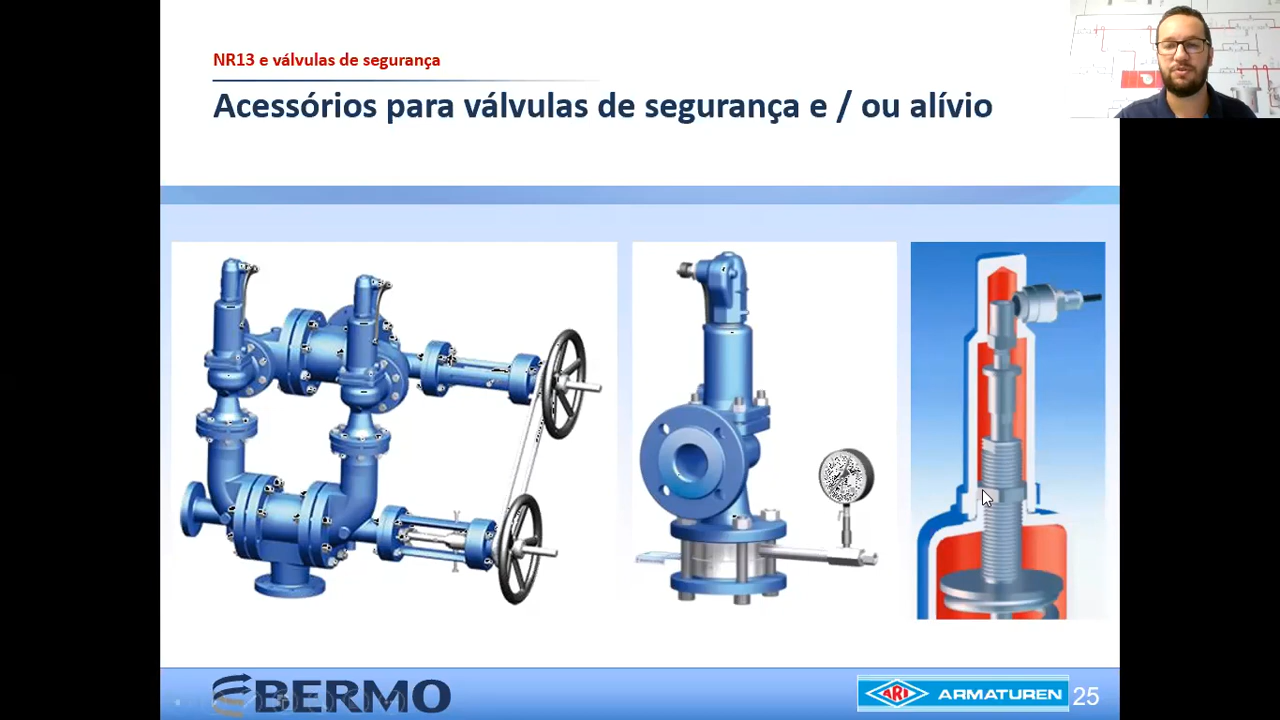 NR13 e válvulas de segurança
Acessórios para válvulas de segurança e / ou alívio
BERMO
ARI ARMATUREN 25